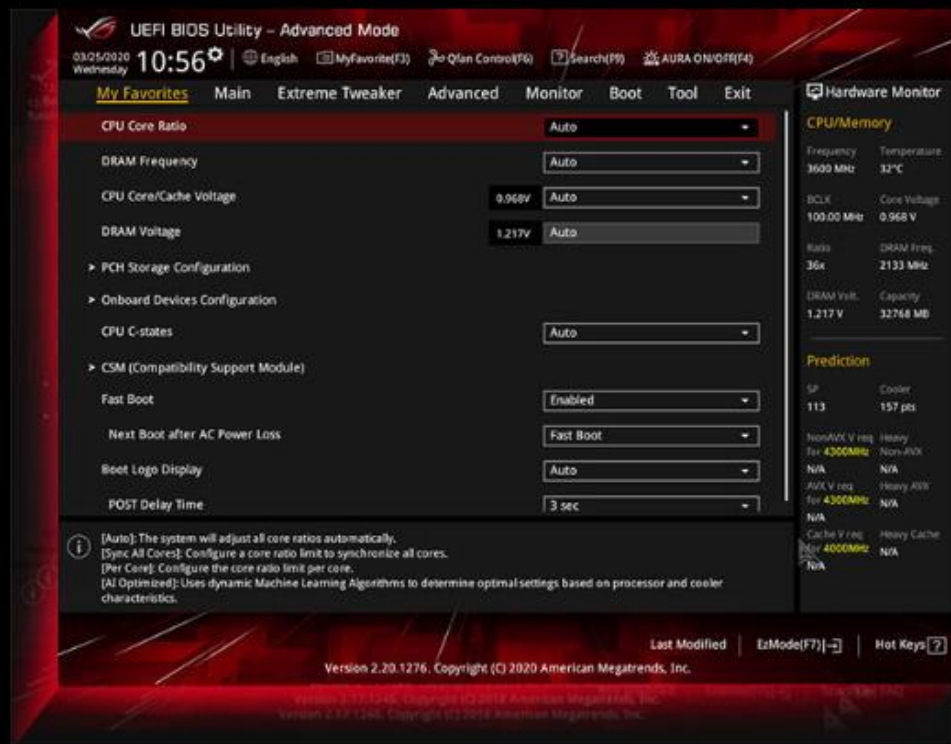 UEFI BIOS Utility – Advanced Mode
03/25/2020 Wednesday 10:56 English MyFavorite(F3) Qfan Control(F6) ? Search(F9) AURA ON/OFF(F4)
My Favorites Main Extreme Tweaker Advanced Monitor Boot Tool Exit
CPU Core Ratio Auto
DRAM Frequency Auto
CPU Core/Cache Voltage 0.968V Auto
DRAM Voltage 1.217V Auto
> PCH Storage Configuration
> Onboard Devices Configuration
CPU C-states Auto
> CSM (Compatibility Support Module)
Fast Boot Enabled
Next Boot after AC Power Loss Fast Boot
Boot Logo Display Auto
POST Delay Time 3 sec
[Auto]: The system will adjust all core ratios automatically.
[Sync All Cores]: Configure a core ratio limit to synchronize all cores.
[Per Core]: Configure the core ratio limit per core.
[AI Optimized]: Uses dynamic Machine Learning Algorithms to determine optimal settings based on processor and cooler
characteristics.
Hardware Monitor
CPU/Memory
Frequency Temperature
3600 MHz 32°C
BCLK Core Voltage
100.00 MHz 0.968 V
Ratio DRAM Freq.
36x 2133 MHz
DRAM Volt. Capacity
1.217 V 32768 MB
Prediction
SP Cooler
113 157 pts
NonAVX V req Heavy
for 4300MHz Non-AVX
N/A N/A
AVX V req Heavy AVX
for 4300MHz N/A
N/A
Cache V req Heavy Cache
for 4000MHz N/A
N/A
Last Modified EzMode(F7) Hot Keys ?
Version 2.20.1276. Copyright (C) 2020 American Megatrends, Inc.